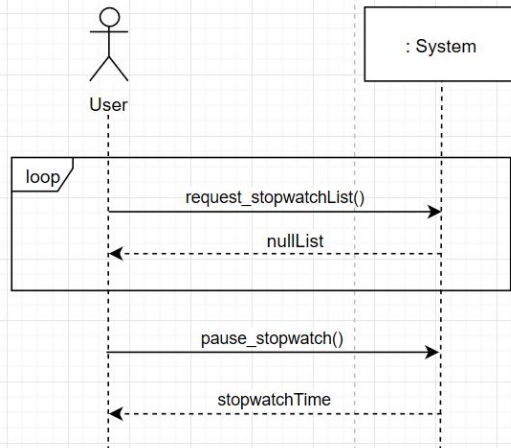 : System
User
loop
request_stopwatchList()
nullList
pause_stopwatch()
stopwatchTime